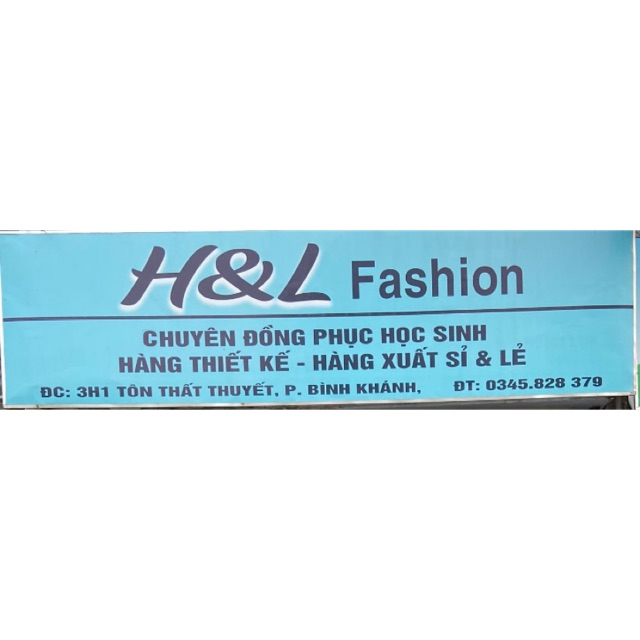 H&L Fashion
CHUYÊN ĐỒNG PHỤC HỌC SINH
HÀNG THIẾT KẾ - HÀNG XUẤT SỈ & LẺ
ĐC: 3H1 TÔN THẤT THUYẾT, P. BÌNH KHÁNH, ĐT: 0345.828 379